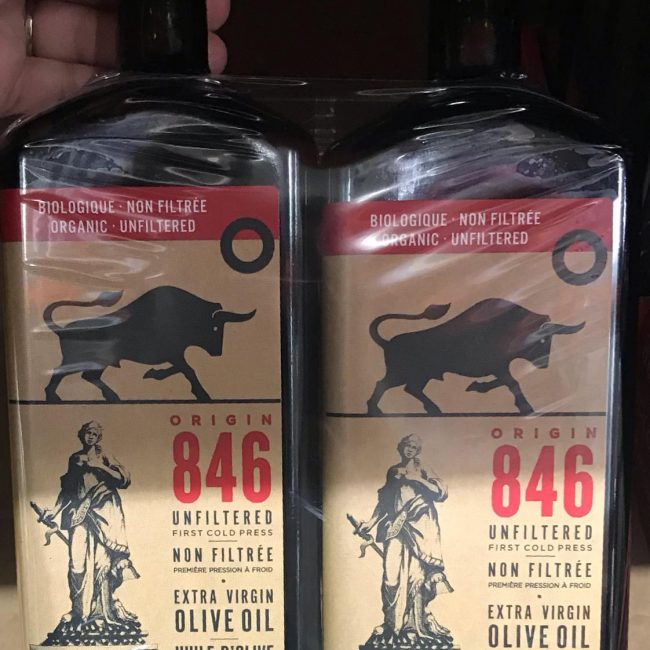 BIOLOGIQUE · NON FILTRÉE
ORGANIC · UNFILTERED
ORIGIN
846
UNFILTERED
FIRST COLD PRESS
NON FILTRÉE
PREMIÈRE PRESSION À FROID
EXTRA VIRGIN
OLIVE OIL
HUILE D'OLIVE
BIOLOGIQUE · NON FILTRÉE
ORGANIC · UNFILTERED
ORIGIN
846
UNFILTERED
FIRST COLD PRESS
NON FILTRÉE
PREMIÈRE PRESSION À FROID
EXTRA VIRGIN
OLIVE OIL